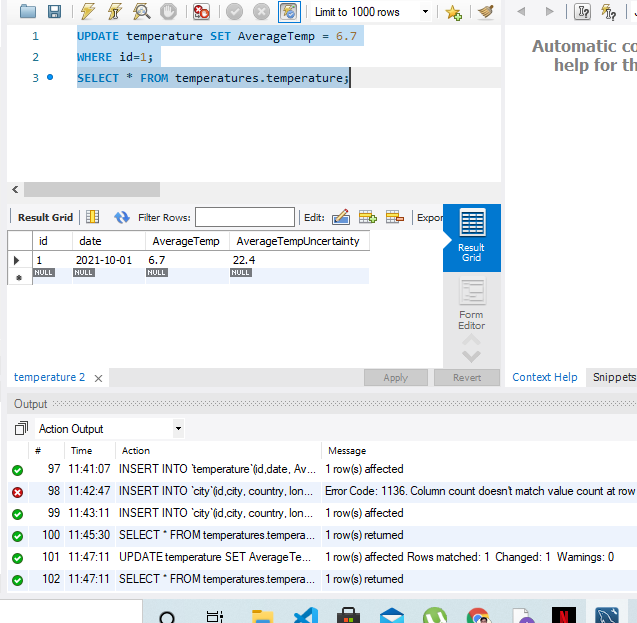 Limit to 1000 rows
1 UPDATE temperature SET AverageTemp = 6.7
2 WHERE id=1;
3 SELECT * FROM temperatures.temperature;
Automatic co
help for th
Result Grid Filter Rows: Edit: Expor
id date AverageTemp AverageTempUncertainty
1 2021-10-01 6.7 22.4
NULL NULL NULL NULL
Result
Grid
Form
Editor
temperature 2 Apply Revert Context Help Snippets
Output
Action Output
# Time Action Message
97 11:41:07 INSERT INTO `temperature`(id,date, Av... 1 row(s) affected
98 11:42:47 INSERT INTO `city`(id,city, country, lon... Error Code: 1136. Column count doesn't match value count at row
99 11:43:11 INSERT INTO `city`(id,city, country, lon... 1 row(s) affected
100 11:45:30 SELECT * FROM temperatures.tempera... 1 row(s) returned
101 11:47:11 UPDATE temperature SET AverageTe... 1 row(s) affected Rows matched: 1 Changed: 1 Warnings: 0
102 11:47:11 SELECT * FROM temperatures.tempera... 1 row(s) returned